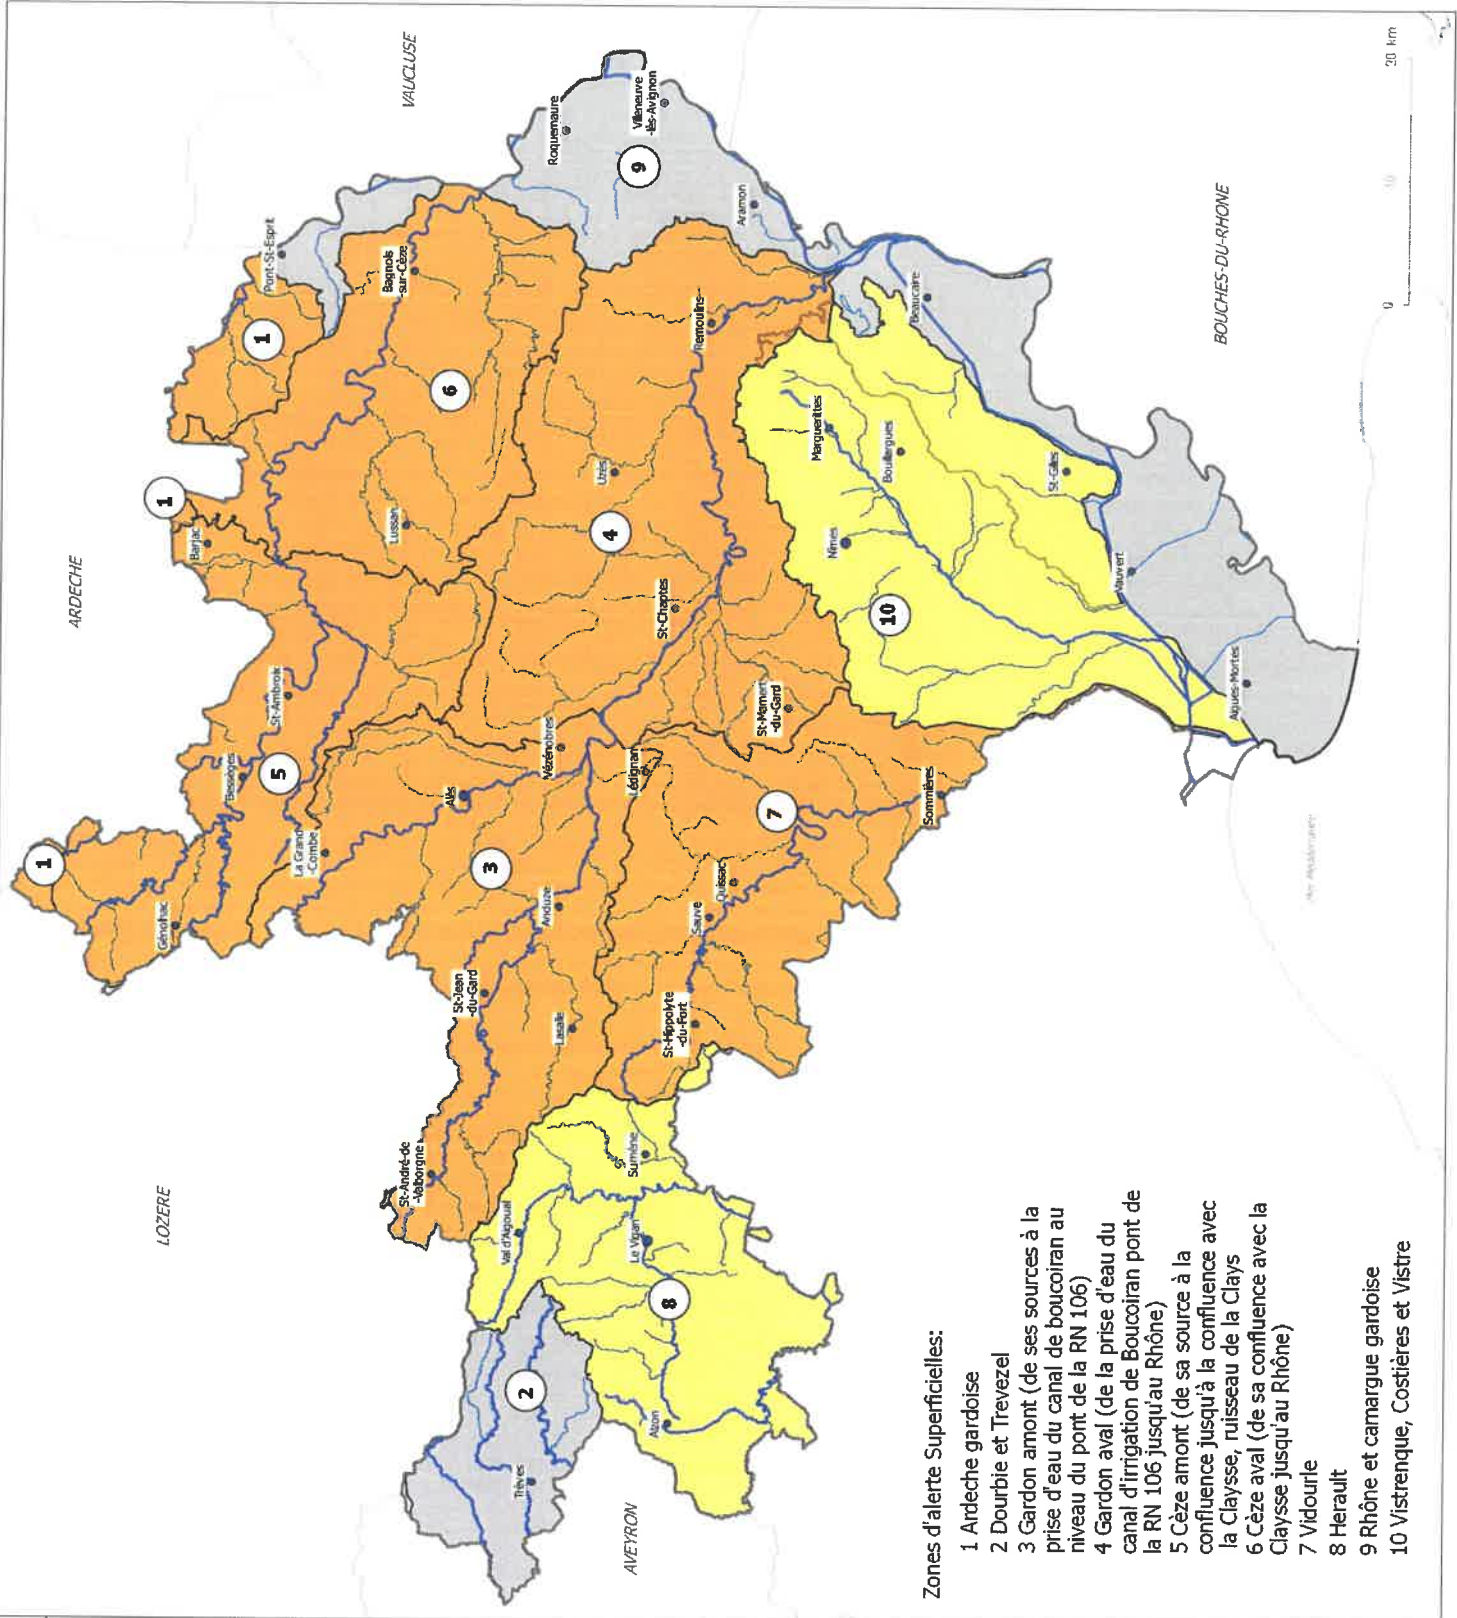 LOZERE
ARDECHE
VAUCLUSE
AVEYRON
BOUCHES-DU-RHONE
Mer Méditerranée
1
Génolhac
1
Barjac
1
Pont-St-Esprit
Bessèges
5
St-Ambroix
La Grand
-Combe
Bagnols
-sur-Cèze
6
Lussan
Roquemaure
9
Villeneuve
-lès-Avignon
St-André-de
-Valborgne
St-Jean
-du-Gard
3
Alès
Anduze
Lasalle
Vézénobres
Uzès
4
Aramon
Remoulins
St-Chaptes
Trèves
2
Val d'Aigoual
Le Vigan
Sumène
8
Alzon
St-Hippolyte
-du-Fort
Sauve
Quissac
Lédignan
7
St-Mamert
-du-Gard
Sommières
Nîmes
10
Marguerittes
Bouillargues
Beaucaire
St-Gilles
Vauvert
Aigues-Mortes
0
10
20 km
Zones d'alerte Superficielles:
1 Ardeche gardoise
2 Dourbie et Trevezel
3 Gardon amont (de ses sources à la
prise d'eau du canal de boucoiran au
niveau du pont de la RN 106)
4 Gardon aval (de la prise d'eau du
canal d'irrigation de Boucoiran pont de
la RN 106 jusqu'au Rhône)
5 Cèze amont (de sa source à la
confluence jusqu'à la confluence avec
la Claysse, ruisseau de la Clays
6 Cèze aval (de sa confluence avec la
Claysse jusqu'au Rhône)
7 Vidourle
8 Herault
9 Rhône et camargue gardoise
10 Vistrenque, Costières et Vistre